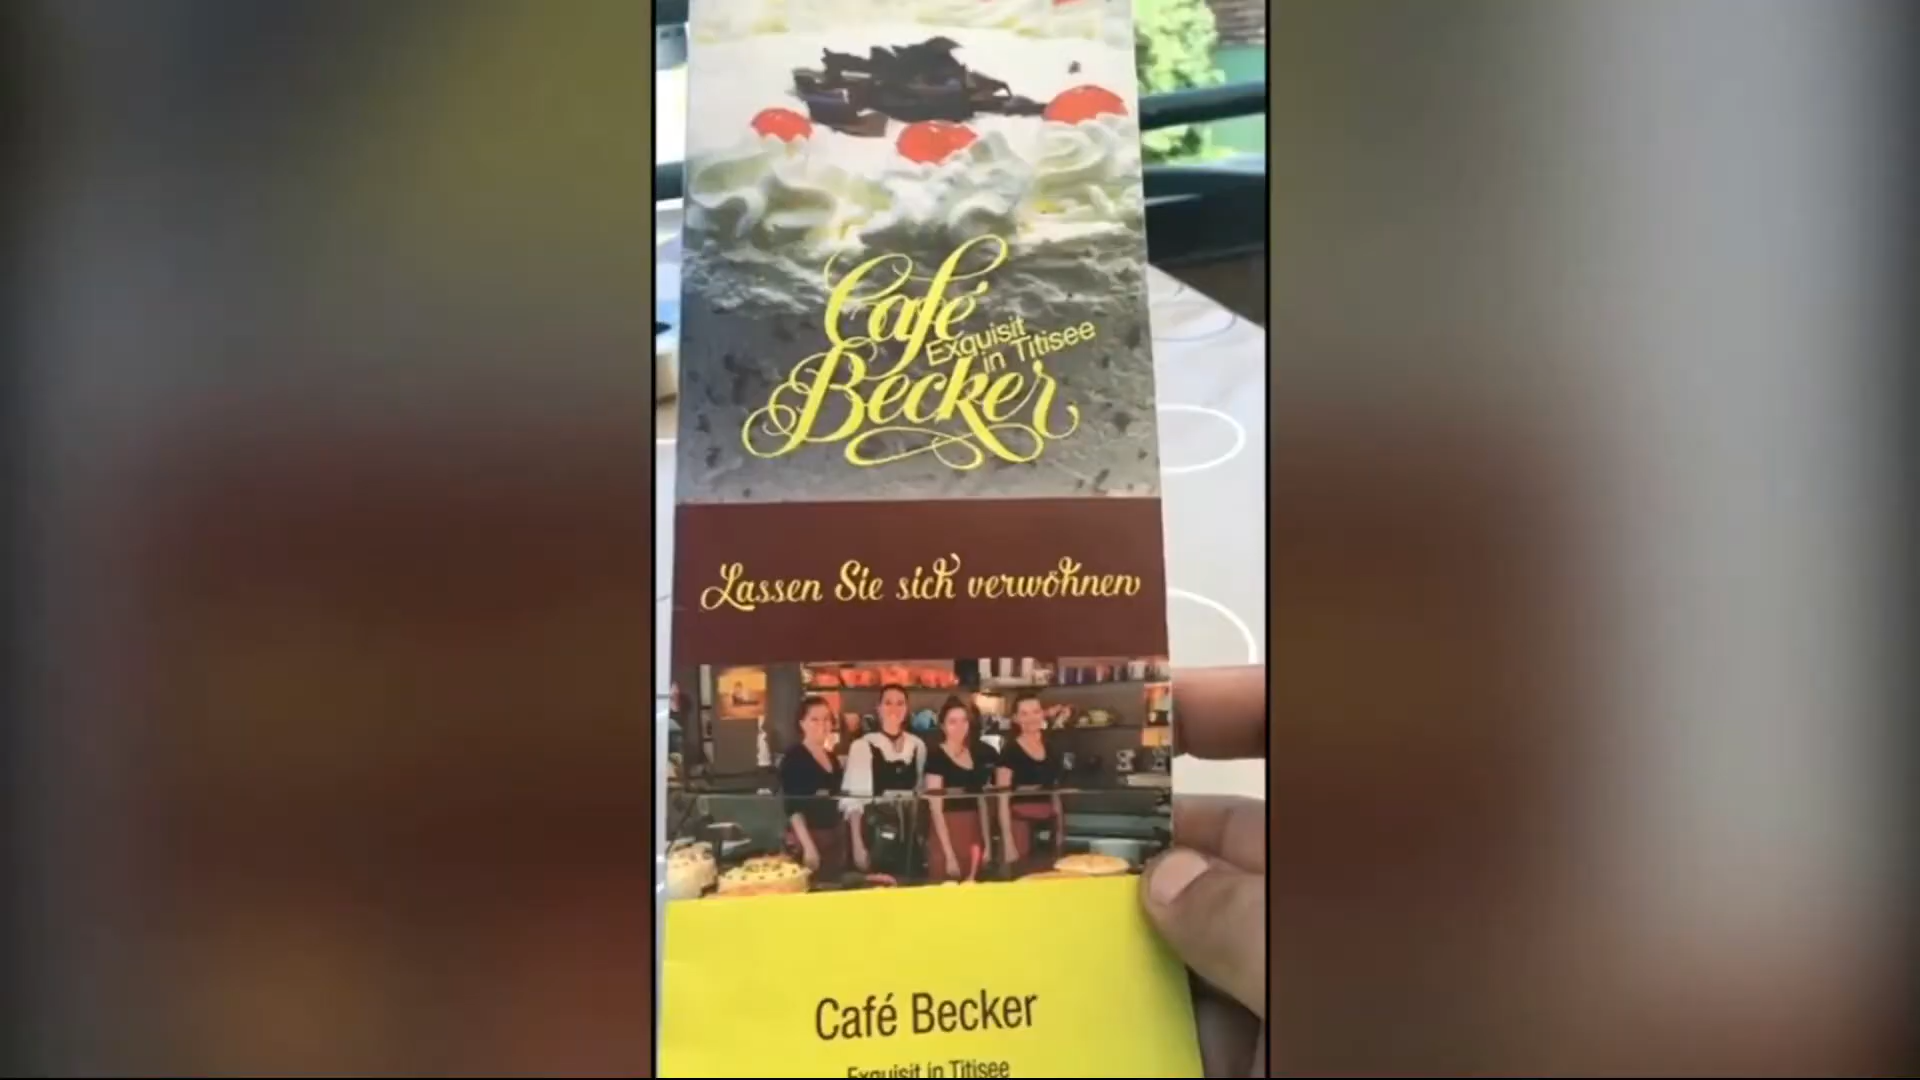 Café
Exquisit
in Titisee
Becker
Lassen Sie sich verwöhnen
Café Becker
Exquisit in Titisee